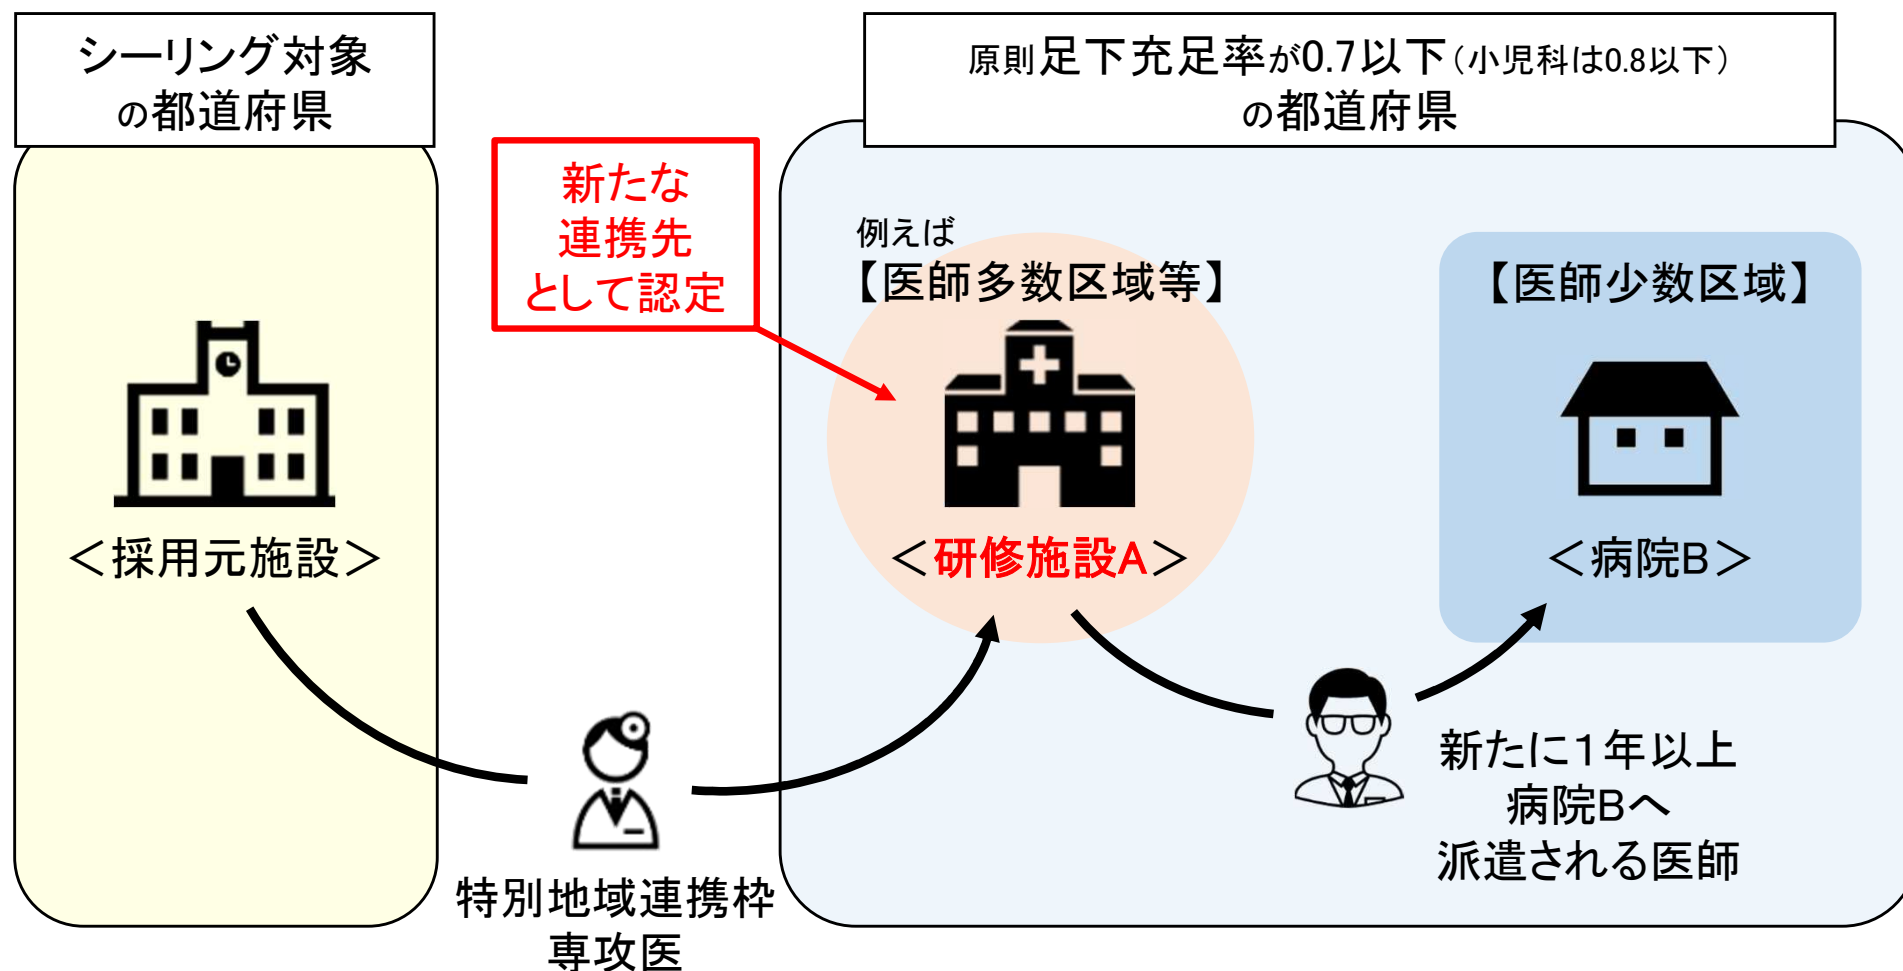 シーリング対象
の都道府県
原則足下充足率が0.7以下（小児科は0.8以下）
の都道府県
新たな
連携先
として認定
例えば
【医師多数区域等】
【医師少数区域】
＜採用元施設＞
＜研修施設A＞
＜病院B＞
特別地域連携枠
専攻医
新たに１年以上
病院Bへ
派遣される医師